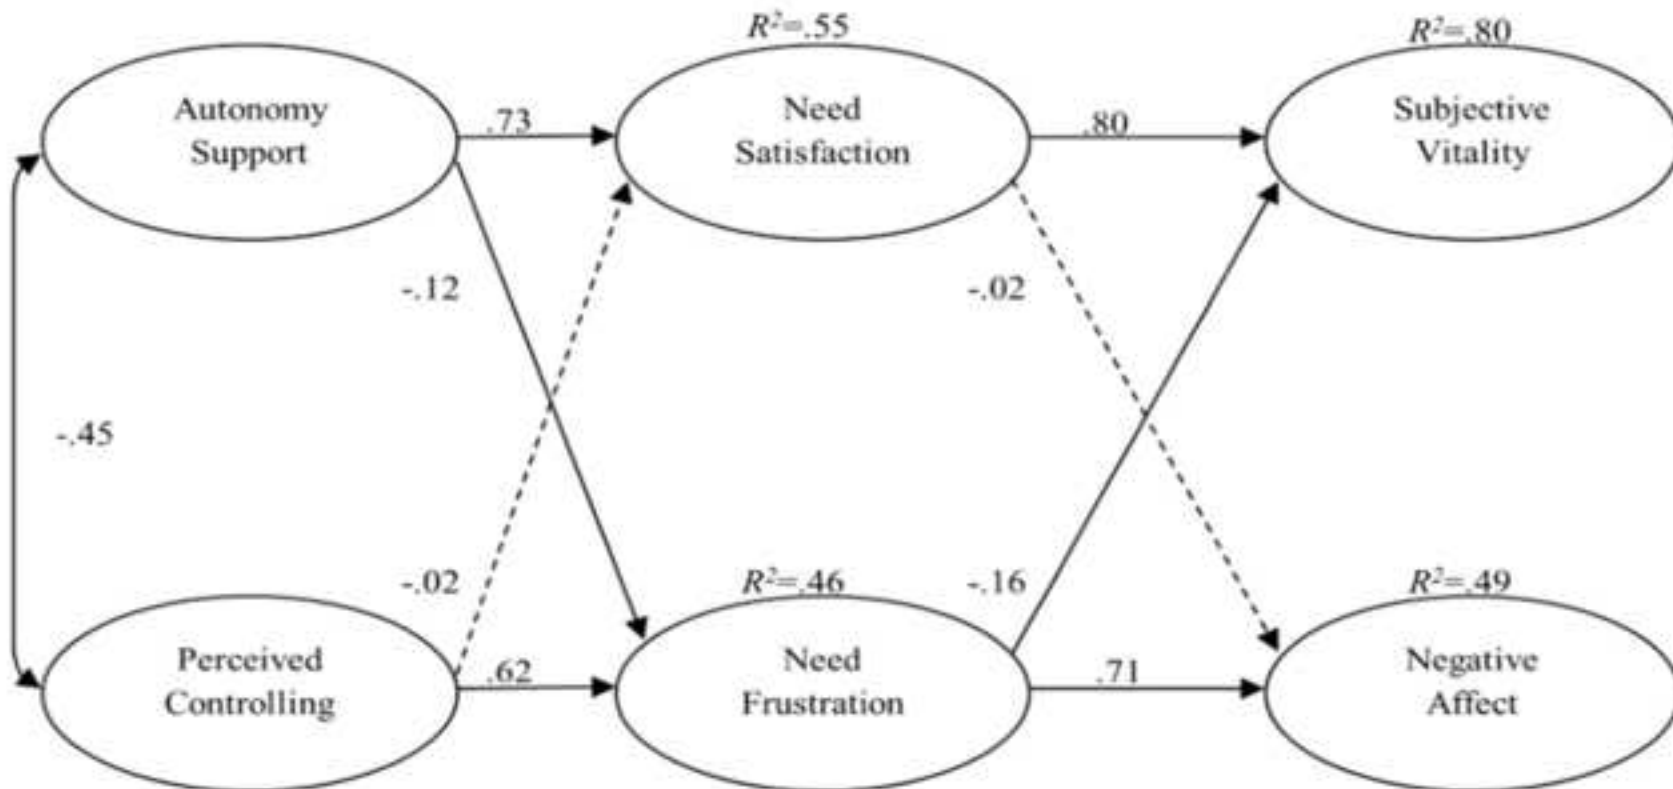 R²=.55
R²=.80
Autonomy
Support
.73
Need
Satisfaction
.80
Subjective
Vitality
-.12
-.02
-.45
-.02
R²=.46
-.16
R²=.49
Perceived
Controlling
.62
Need
Frustration
.71
Negative
Affect